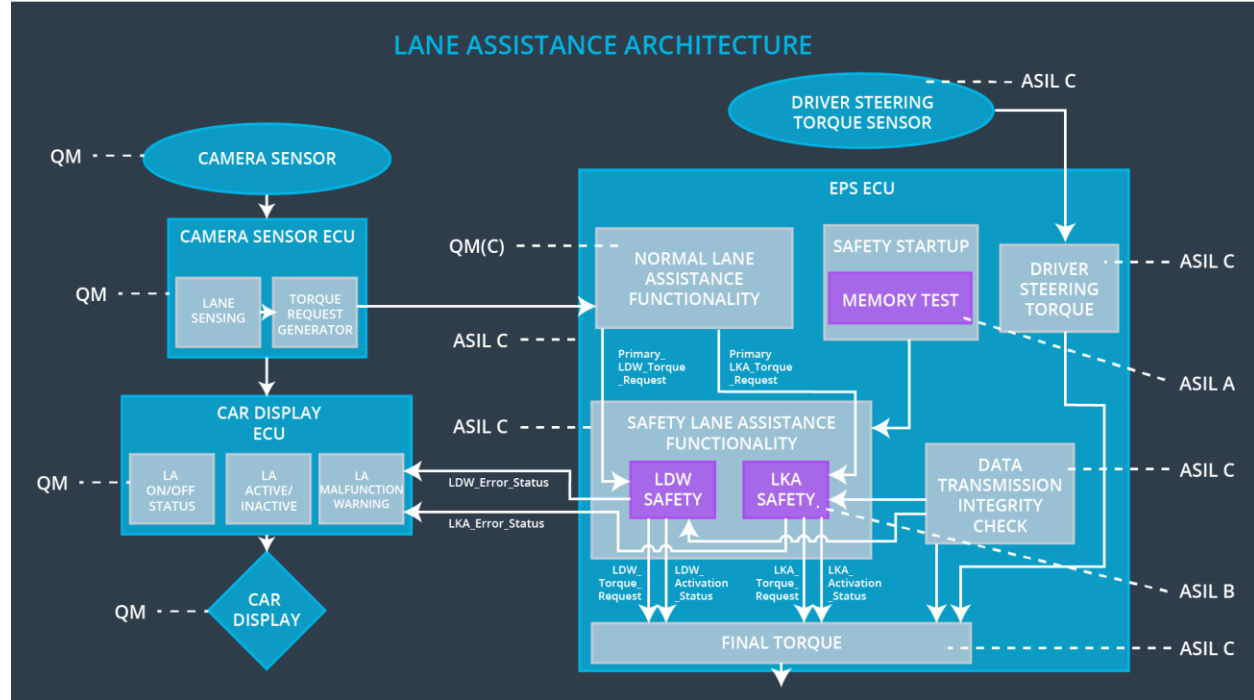 LANE ASSISTANCE ARCHITECTURE
ASIL C
DRIVER STEERING
TORQUE SENSOR
QM
CAMERA SENSOR
EPS ECU
CAMERA SENSOR ECU
QM(C)
NORMAL LANE
ASSISTANCE
FUNCTIONALITY
SAFETY STARTUP
MEMORY TEST
DRIVER
STEERING
TORQUE
ASIL C
QM
LANE
SENSING
TORQUE
REQUEST
GENERATOR
ASIL C
Primary_
LDW_Torque
_Request
Primary
LKA_Torque
_Request
ASIL A
CAR DISPLAY
ECU
ASIL C
SAFETY LANE ASSISTANCE
FUNCTIONALITY
QM
LA
ON/OFF
STATUS
LA
ACTIVE/
INACTIVE
LA
MALFUNCTION
WARNING
LDW_Error_Status
LDW
SAFETY
LKA
SAFETY
DATA
TRANSMISSION
INTEGRITY
CHECK
ASIL C
LKA_Error_Status
LDW_
Torque_
Request
LDW_
Activation
_Status
LKA_
Torque_
Request
LKA_
Activation
_Status
ASIL B
QM
CAR
DISPLAY
FINAL TORQUE
ASIL C